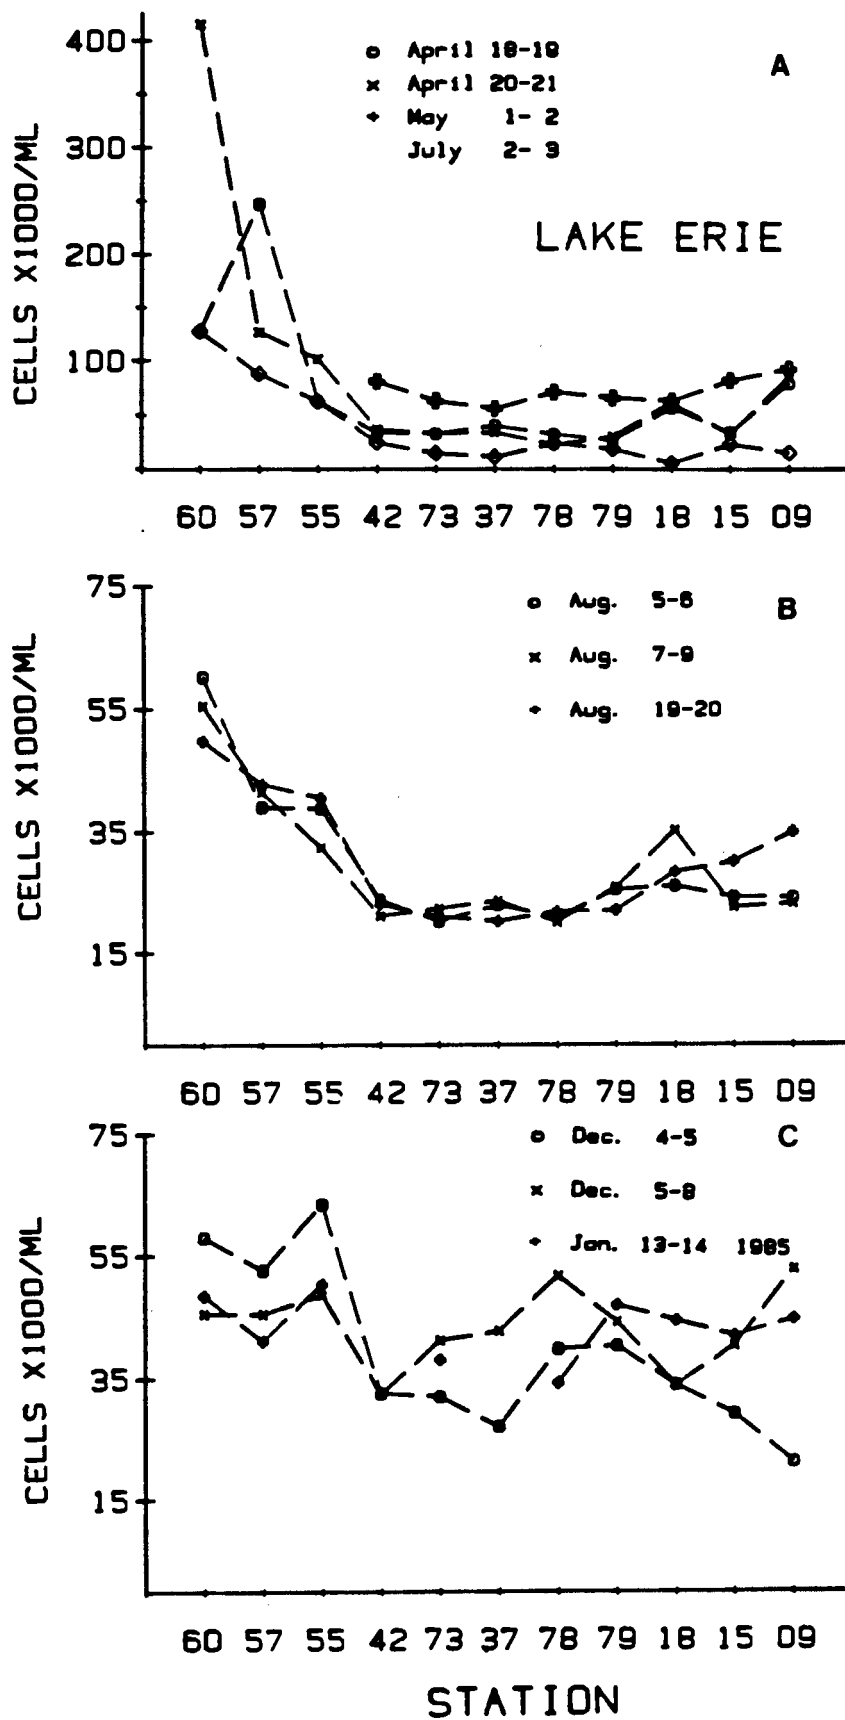 A
400
300
200
100
CELLS X1000/ML
April 18-19
April 20-21
May 1- 2
July 2- 3
LAKE ERIE
60 57 55 42 73 37 78 79 18 15 09
B
75
55
35
15
CELLS X1000/ML
Aug. 5-6
Aug. 7-9
Aug. 19-20
60 57 55 42 73 37 78 79 18 15 09
C
75
55
35
15
CELLS X1000/ML
Dec. 4-5
Dec. 5-8
Jan. 13-14 1985
60 57 55 42 73 37 78 79 18 15 09
STATION